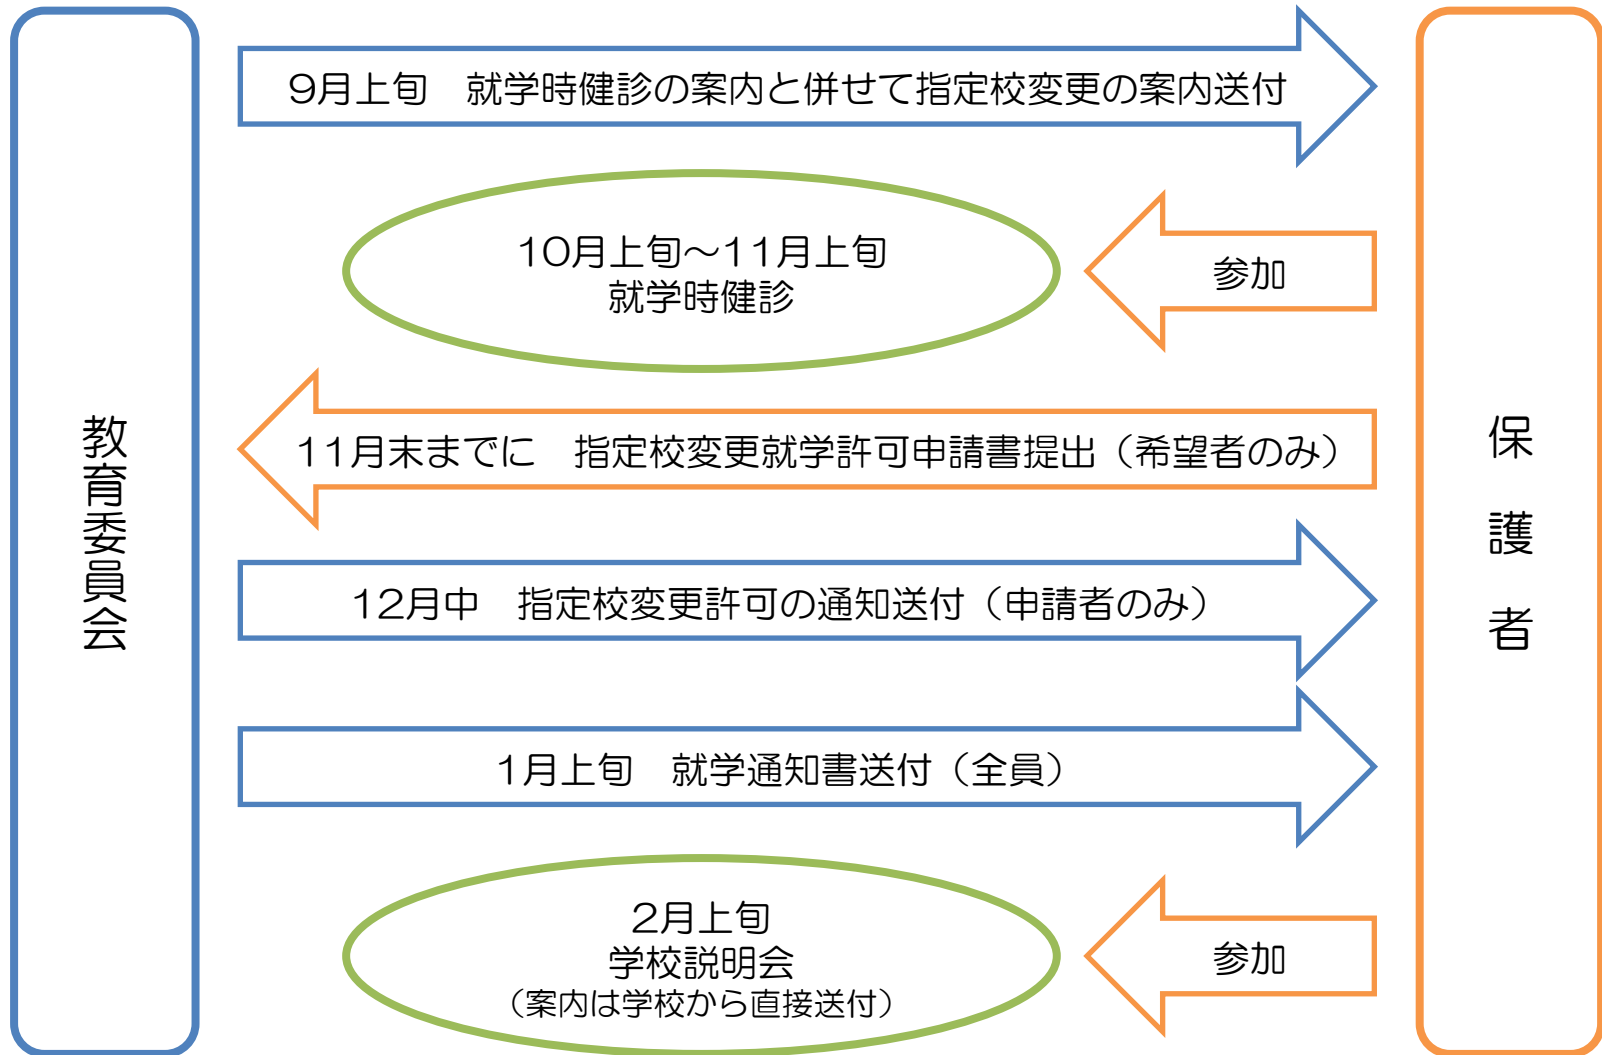 9月上旬　就学時健診の案内と併せて指定校変更の案内送付
10月上旬～11月上旬
就学時健診
参加
11月末までに　指定校変更就学許可申請書提出（希望者のみ）
教育委員会
保護者
12月中　指定校変更許可の通知送付（申請者のみ）
1月上旬　就学通知書送付（全員）
2月上旬
学校説明会
（案内は学校から直接送付）
参加